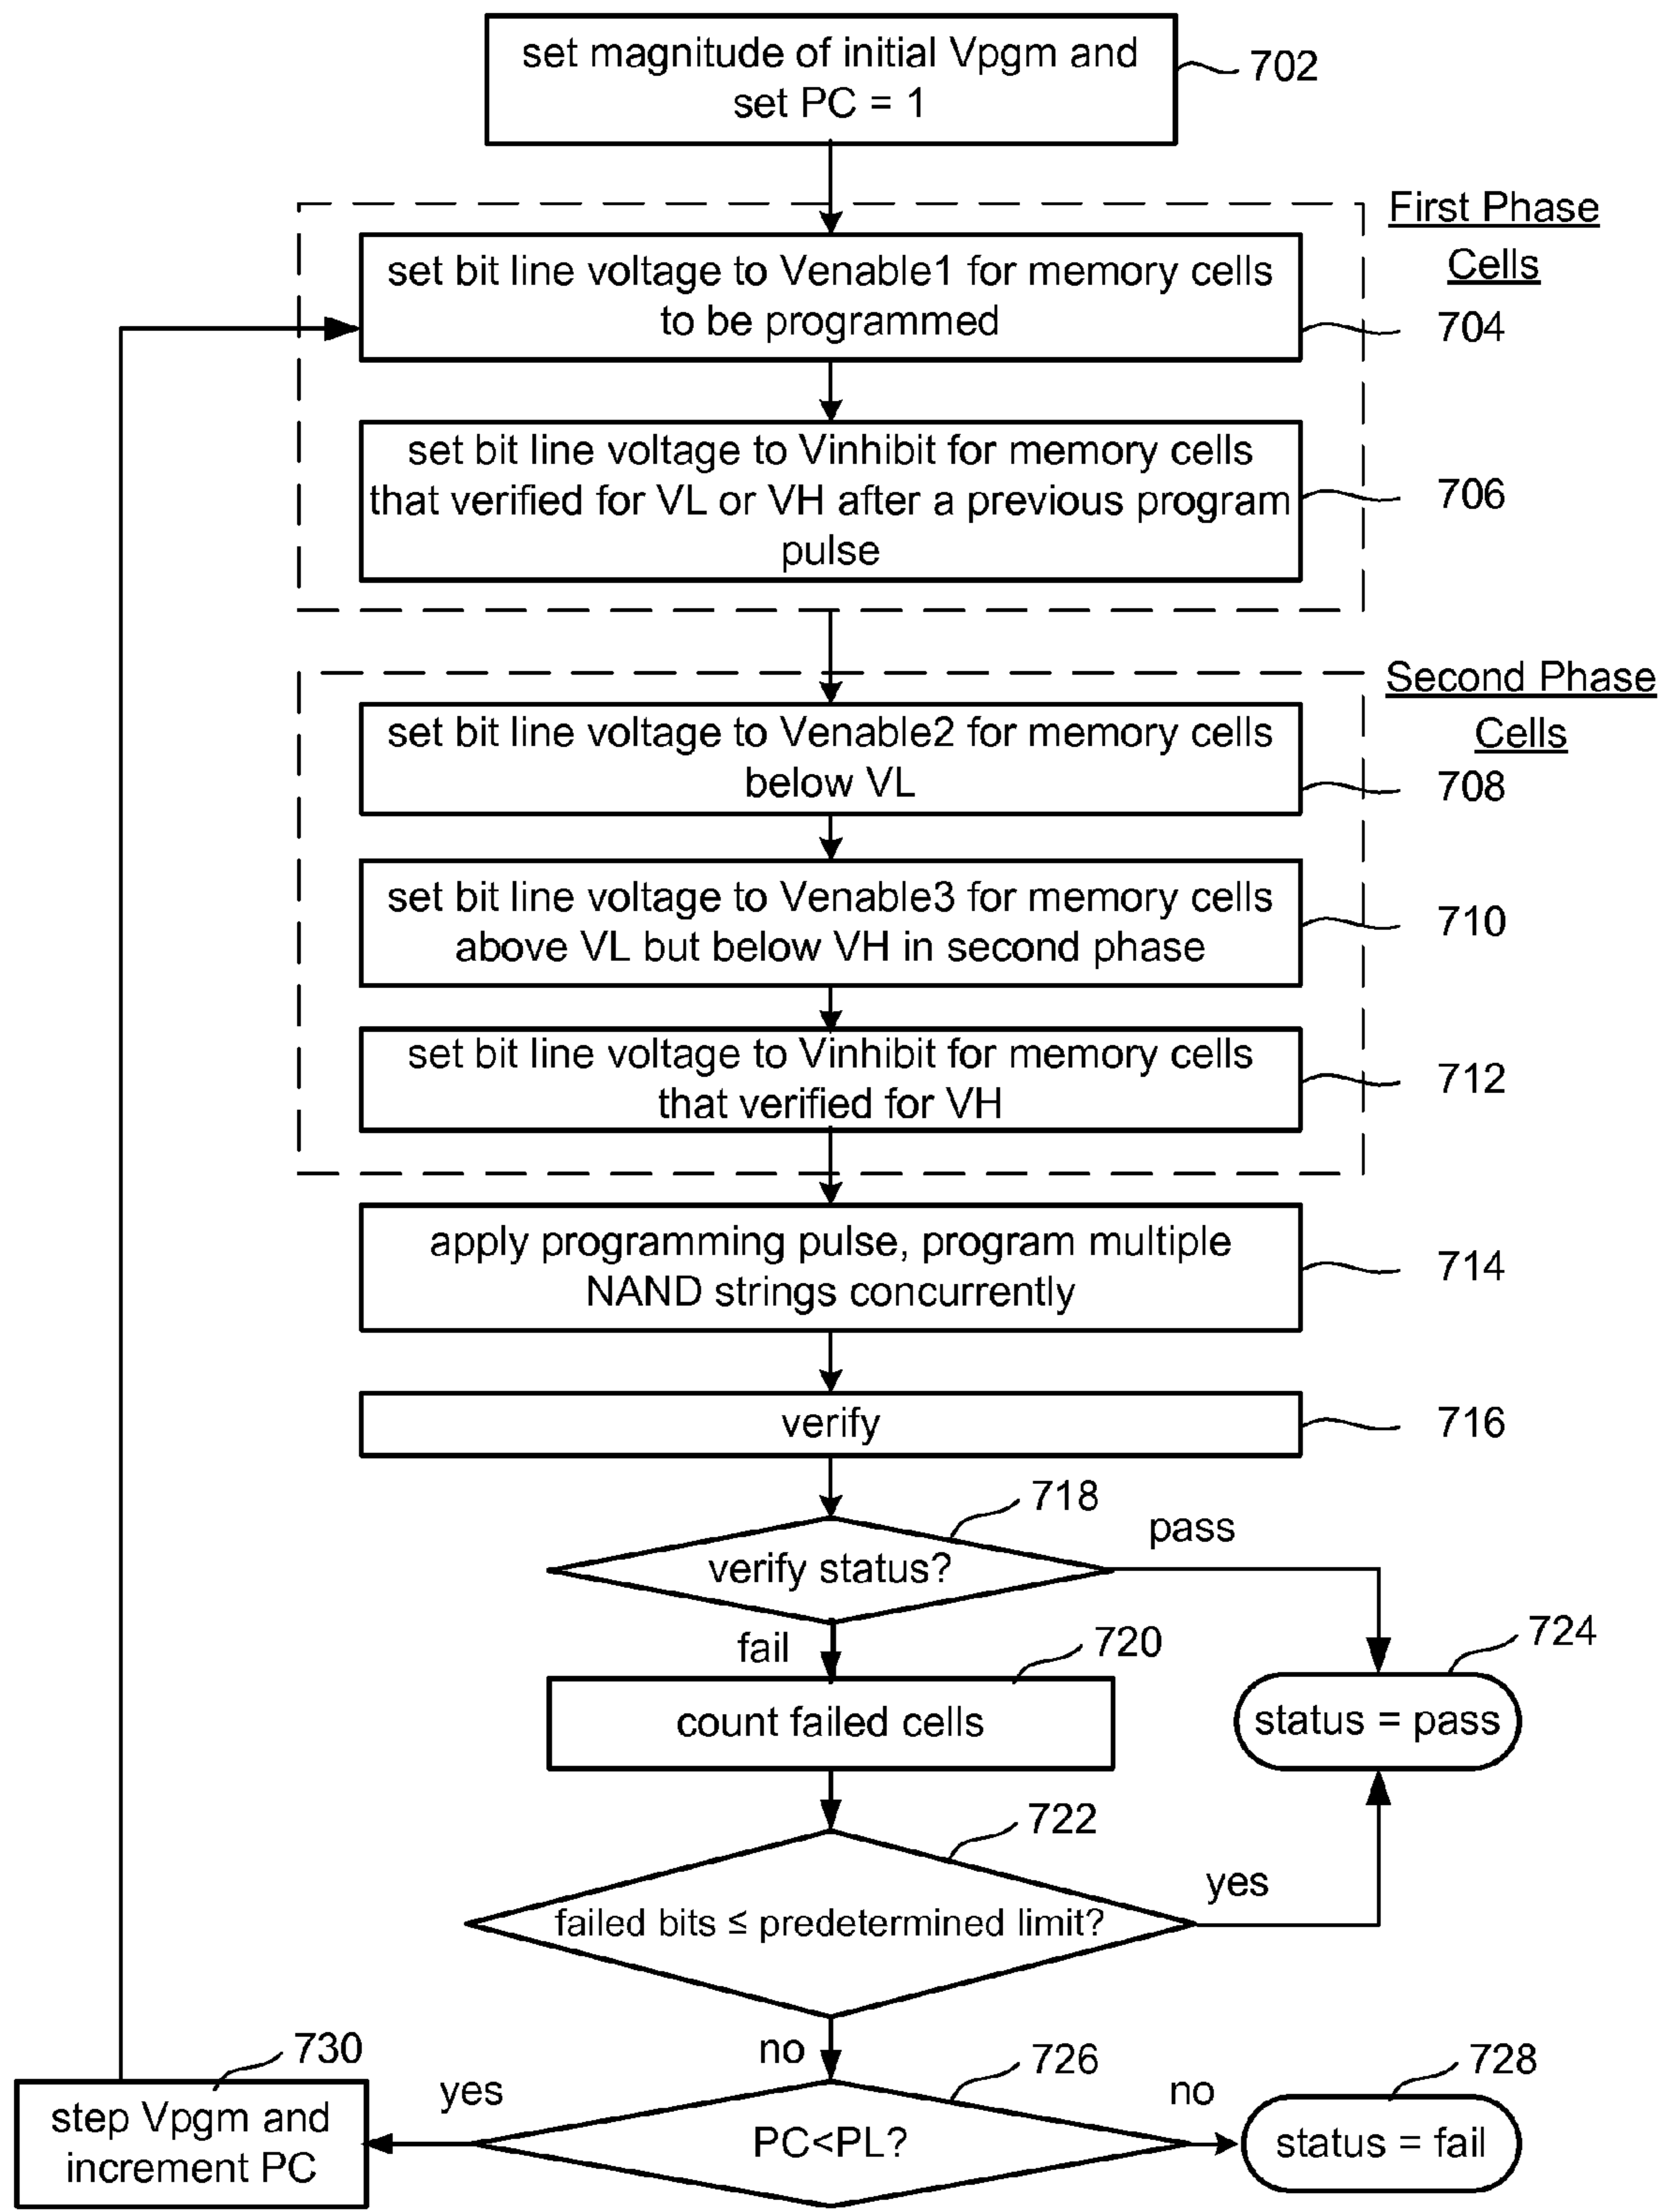 set magnitude of initial Vpgm and
set PC = 1
702
First Phase
Cells
set bit line voltage to Venable1 for memory cells
to be programmed
704
set bit line voltage to Vinhibit for memory cells
that verified for VL or VH after a previous program
pulse
706
Second Phase
Cells
set bit line voltage to Venable2 for memory cells
below VL
708
set bit line voltage to Venable3 for memory cells
above VL but below VH in second phase
710
set bit line voltage to Vinhibit for memory cells
that verified for VH
712
apply programming pulse, program multiple
NAND strings concurrently
714
verify
716
718
verify status?
pass
fail
720
count failed cells
724
status = pass
722
failed bits ≤ predetermined limit?
yes
no
726
PC<PL?
yes
no
730
step Vpgm and
increment PC
728
status = fail